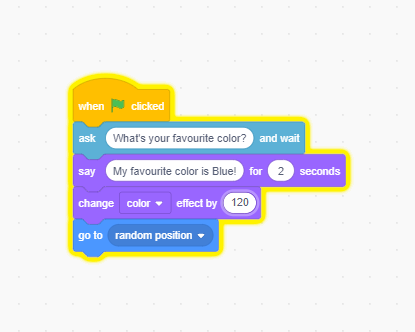 when clicked
ask What's your favourite color? and wait
say My favourite color is Blue! for 2 seconds
change color effect by 120
go to random position